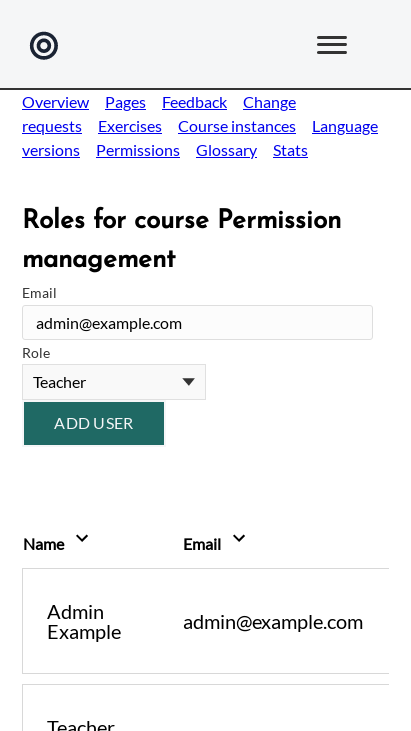 Overview Pages Feedback Change
requests Exercises Course instances Language
versions Permissions Glossary Stats
Roles for course Permission
management
Email
admin@example.com
Role
Teacher
ADD USER
Name Email
Admin
Example
admin@example.com
Teacher